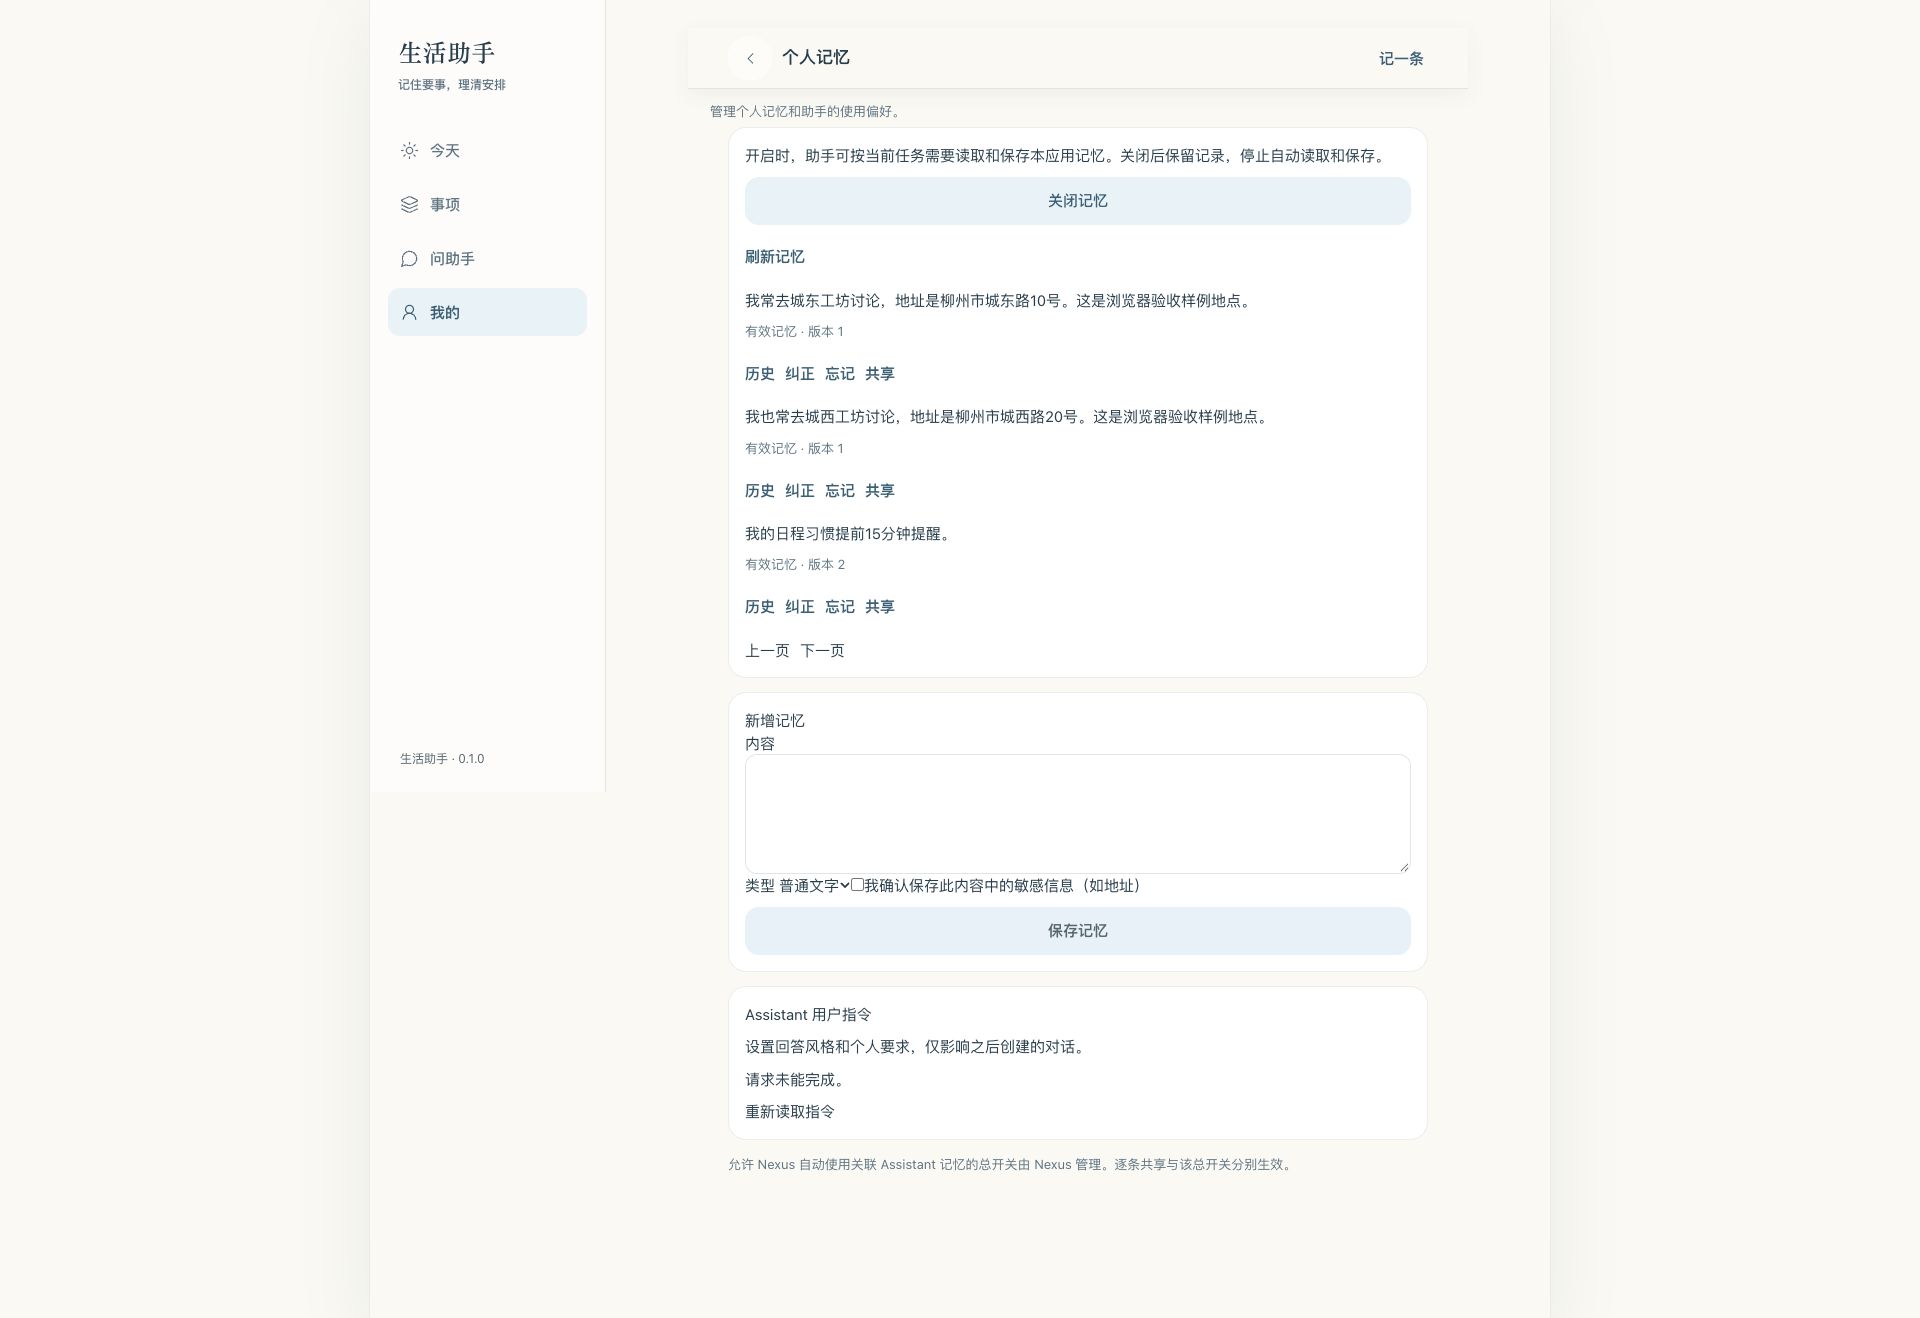 生活助手
记住要事，理清安排
今天
事项
问助手
我的
生活助手 · 0.1.0
个人记忆
记一条
管理个人记忆和助手的使用偏好。
开启时，助手可按当前任务需要读取和保存本应用记忆。关闭后保留记录，停止自动读取和保存。
关闭记忆
刷新记忆
我常去城东工坊讨论，地址是柳州市城东路10号。这是浏览器验收样例地点。
有效记忆 · 版本 1
历史 纠正 忘记 共享
我也常去城西工坊讨论，地址是柳州市城西路20号。这是浏览器验收样例地点。
有效记忆 · 版本 1
历史 纠正 忘记 共享
我的日程习惯提前15分钟提醒。
有效记忆 · 版本 2
历史 纠正 忘记 共享
上一页 下一页
新增记忆
内容
类型 普通文字 我确认保存此内容中的敏感信息（如地址）
保存记忆
Assistant 用户指令
设置回答风格和个人要求，仅影响之后创建的对话。
请求未能完成。
重新读取指令
允许 Nexus 自动使用关联 Assistant 记忆的总开关由 Nexus 管理。逐条共享与该总开关分别生效。